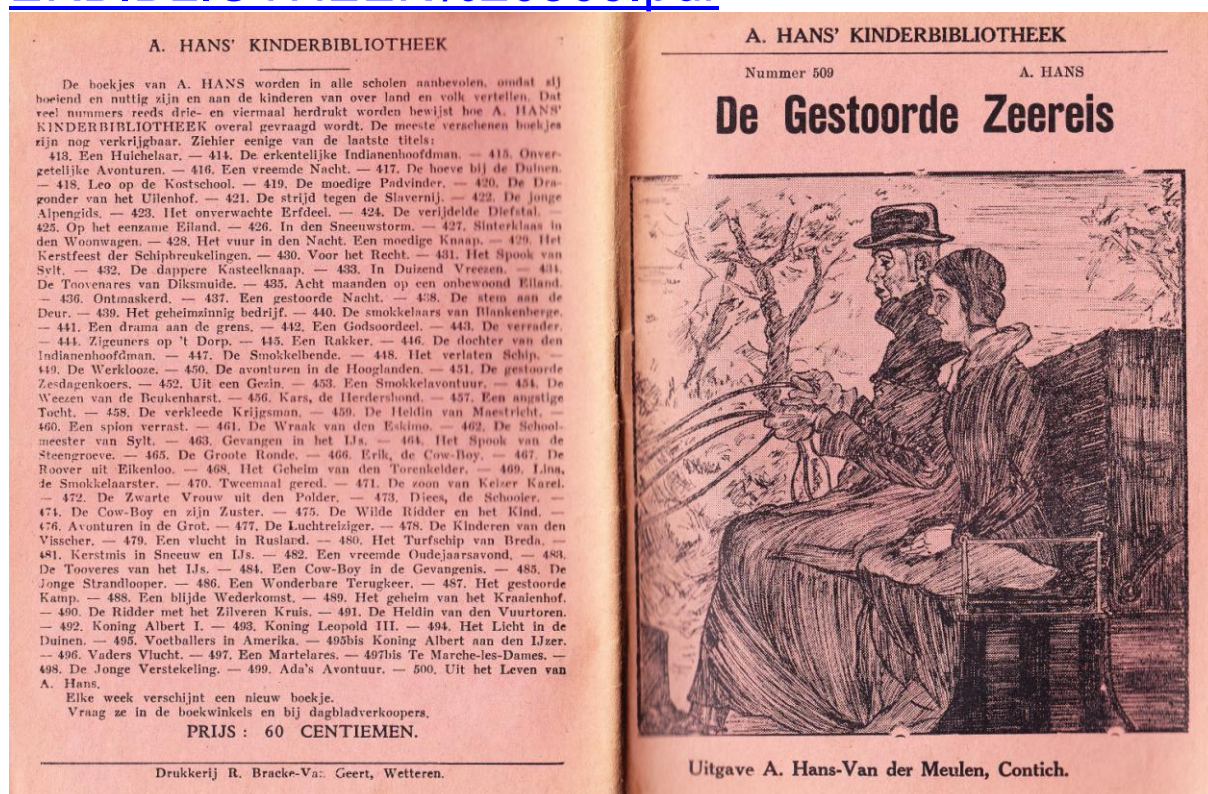 A. HANS' KINDERBIBLIOTHEEK
De boekjes van A. HANS worden in alle scholen aanbevolen, omdat zij
boeiend en nuttig zijn en aan de kinderen van over land en volk vertellen. Dat
veel nummers reeds drie- en viermaal herdrukt worden bewijst hoe A. HANS'
KINDERBIBLIOTHEEK overal gevraagd wordt. De meeste verschenen boekjes
zijn nog verkrijgbaar. Ziehier eenige van de laatste titels:
413. Een Huichelaar. — 414. De erkentelijke Indianenhoofdman. — 415. Onver-
getelijke Avonturen. — 416. Een vreemde Nacht. — 417. De hoeve bij de Duinen.
— 418. Leo op de Kostschool. — 419. De moedige Padvinder. — 420. De Dra-
gonder van het Uilenhof. — 421. De strijd tegen de Slavernij. — 422. De jonge
Alpengids. — 423. Het onverwachte Erfdeel. — 424. De verijdelde Diefstal. —
425. Op het eenzame Eiland. — 426. In den Sneeuwstorm. — 427. Sinterklaas in
den Woonwagen. — 428. Het vuur in den Nacht. Een moedige Knaap. — 429. Het
Kerstfeest der Schipbreukelingen. — 430. Voor het Recht. — 431. Het Spook van
Sylt. — 432. De dappere Kasteelknaap. — 433. In Duizend Vreezen. — 434.
De Toovenares van Diksmuide. — 435. Acht maanden op een onbewoond Eiland.
— 436. Ontmaskerd. — 437. Een gestoorde Nacht. — 438. De stem aan de
Deur. — 439. Het geheimzinnig bedrijf. — 440. De smokkelaars van Blankenberge.
— 441. Een drama aan de grens. — 442. Een Godsoordeel. — 443. De verrader.
— 444. Zigeuners op 't Dorp. — 445. Een Rakker. — 446. De dochter van den
Indianenhoofdman. — 447. De Smokkelbende. — 448. Het verlaten Schip. —
449. De Werklooze. — 450. De avonturen in de Hooglanden. — 451. De gestoorde
Zesdagenkoers. — 452. Uit een Gezin. — 453. Een Smokkelavontuur. — 454. De
Weezen van de Beukenharst. — 456. Kars, de Herdershond. — 457. Een angstige
Tocht. — 458. De verkleede Krijgsman. — 459. De Heldin van Maestricht. —
460. Een spion verrast. — 461. De Wraak van den Eskimo. — 462. De School-
meester van Sylt. — 463. Gevangen in het IJs. — 464. Het Spook van de
Steengroeve. — 465. De Groote Ronde. — 466. Erik, de Cow-Boy. — 467. De
Roover uit Eikenloo. — 468. Het Geheim van den Torenkelder. — 469. Lina,
de Smokkelaarster. — 470. Tweemaal gered. — 471. De zoon van Keizer Karel.
— 472. De Zwarte Vrouw uit den Polder. — 473. Dices, de Schooier. —
474. De Cow-Boy en zijn Zuster. — 475. De Wilde Ridder en het Kind. —
476. Avonturen in de Grot. — 477. De Luchtreiziger. — 478. De Kinderen van den
Visscher. — 479. Een vlucht in Rusland. — 480. Het Turfschip van Breda. —
481. Kerstmis in Sneeuw en IJs. — 482. Een vreemde Oudejaarsavond. — 483.
De Tooveres van het IJs. — 484. Een Cow-Boy in de Gevangenis. — 485. De
Jonge Strandlooper. — 486. Een Wonderbare Terugkeer. — 487. Het gestoorde
Kamp. — 488. Een blijde Wederkomst. — 489. Het geheim van het Kraaienhof.
— 490. De Ridder met het Zilveren Kruis. — 491. De Heldin van den Vuurtoren.
— 492. Koning Albert I. — 493. Koning Leopold III. — 494. Het Licht in de
Duinen. — 495. Voetballers in Amerika. — 495bis Koning Albert aan den IJzer.
— 496. Vaders Vlucht. — 497. Een Martelares. — 497bis Te Marche-les-Dames. —
498. De Jonge Verstekeling. — 499. Ada's Avontuur. — 500. Uit het Leven van
A. Hans.
Elke week verschijnt een nieuw boekje.
Vraag ze in de boekwinkels en bij dagbladverkoopers.
PRIJS : 60 CENTIEMEN.
Drukkerij R. Bracke-Van Geert, Wetteren.
A. HANS' KINDERBIBLIOTHEEK
Nummer 509 A. HANS
De Gestoorde Zeereis
Uitgave A. Hans-Van der Meulen, Contich.